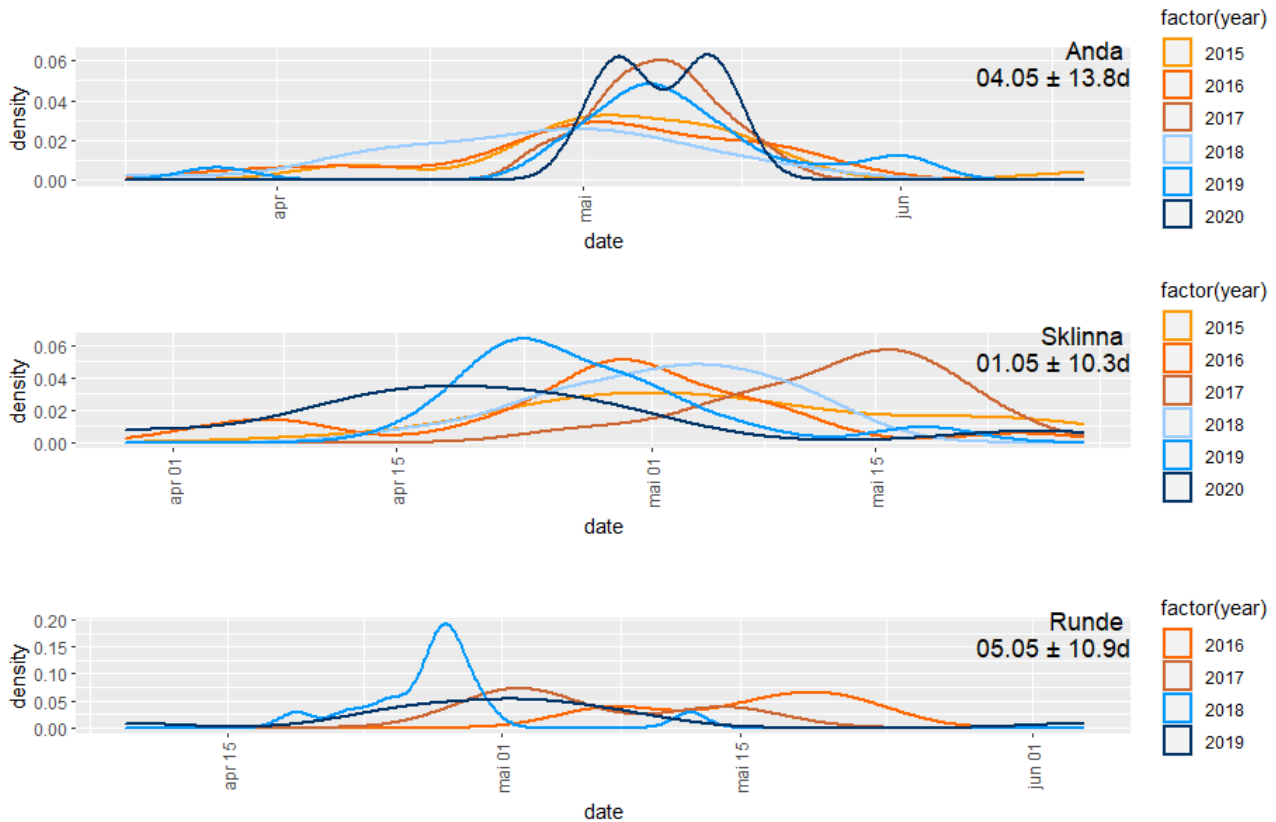 Anda
04.05 ± 13.8d
density
0.06
0.04
0.02
0.00
apr
mai
jun
date
factor(year)
2015
2016
2017
2018
2019
2020
Sklinna
01.05 ± 10.3d
density
0.06
0.04
0.02
0.00
apr 01
apr 15
mai 01
mai 15
date
factor(year)
2015
2016
2017
2018
2019
2020
Runde
05.05 ± 10.9d
density
0.20
0.15
0.10
0.05
0.00
apr 15
mai 01
mai 15
jun 01
date
factor(year)
2016
2017
2018
2019